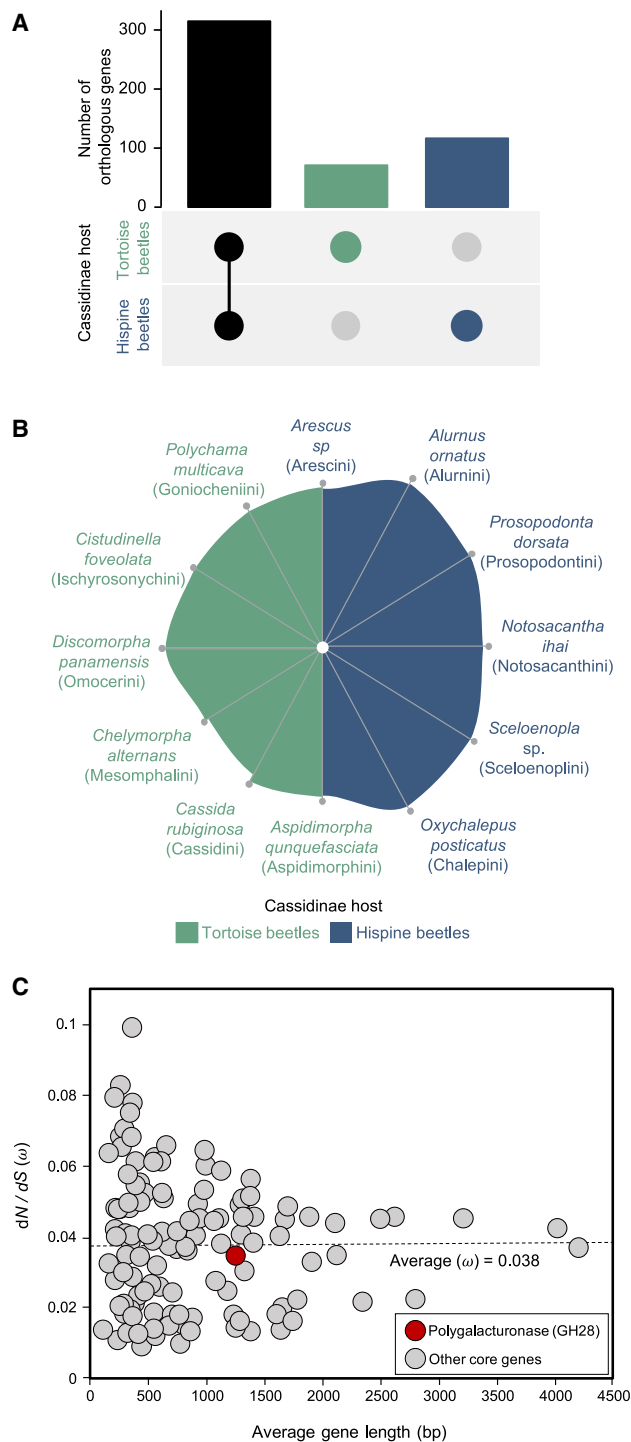 A
Number of
orthologous genes
300
200
100
0
Cassidinae host
Tortoise
beetles
Hispine
beetles
B
Arescus
sp
(Arescini)
Alurnus
ornatus
(Alurnini)
Polychama
multicava
(Goniocheniini)
Prosopodonta
dorsata
(Prosopodontini)
Cistudinella
foveolata
(Ischyrosonychini)
Notosacantha
ihai
(Notosacanthini)
Discomorpha
panamensis
(Omocerini)
Sceloenopla
sp.
(Sceloenoplini)
Chelymorpha
alternans
(Mesomphalini)
Oxychalepus
posticatus
(Chalepini)
Cassida
rubiginosa
(Cassidini)
Aspidimorpha
qunquefasciata
(Aspidimorphini)
Cassidinae host
Tortoise beetles Hispine beetles
C
dN / dS (ω)
0.1
0.08
0.06
0.04
0.02
0
Average (ω) = 0.038
Polygalacturonase (GH28)
Other core genes
0 500 1000 1500 2000 2500 3000 3500 4000 4500
Average gene length (bp)